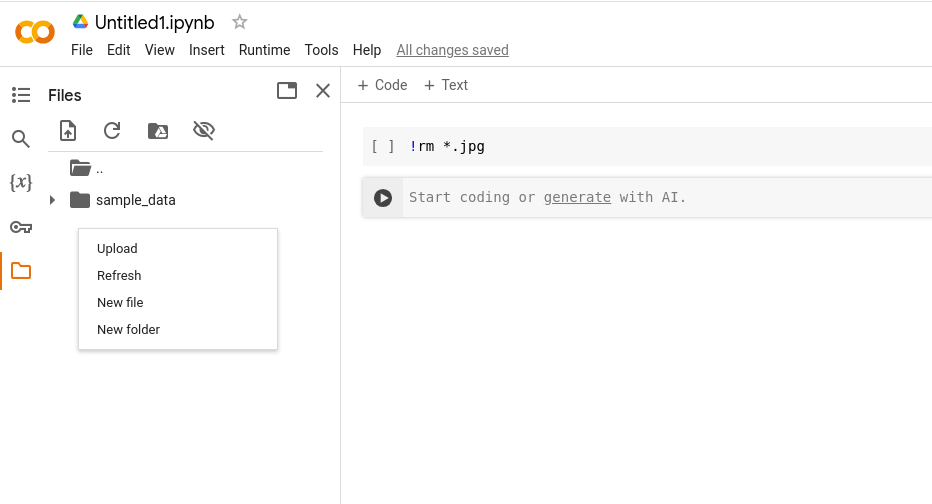 Untitled1.ipynb
File Edit View Insert Runtime Tools Help All changes saved
Files
+ Code + Text
{x}
..
sample_data
Upload
Refresh
New file
New folder
[ ] !rm *.jpg
Start coding or generate with AI.